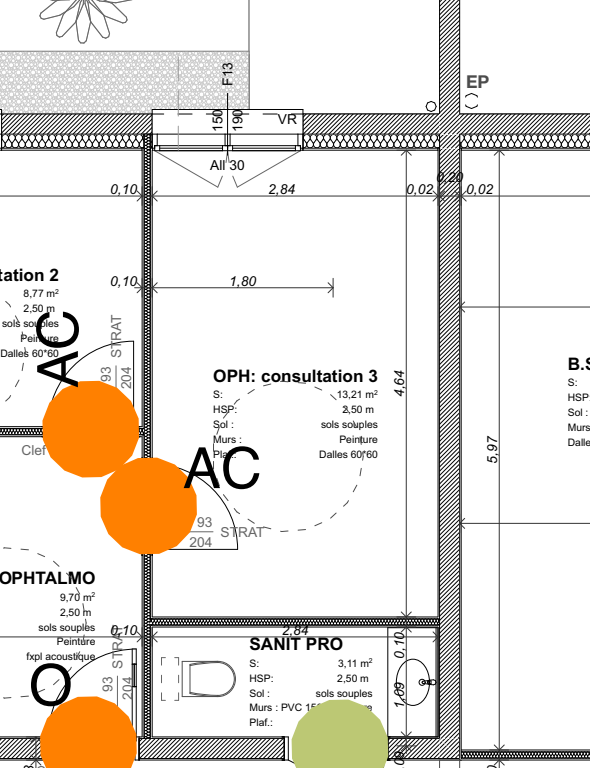 EP
F13
150
190
VR
All 30
0,10
2,84
0,02
0,20
0,02
tation 2
8,77 m²
2,50 m
sols souples
Peinture
Dalles 60*60
0,10
1,80
AC
93
204
STRAT
OPH: consultation 3
S: 13,21 m²
HSP: 2,50 m
Sol : sols souples
Murs : Peinture
Plaf.: Dalles 60*60
4,64
5,97
B.S
S:
HSP
Sol :
Murs
Dalle
Clef
AC
93
204
STRAT
OPHTALMO
9,70 m²
2,50 m
sols souples
Peinture
fxpl acoustique
0,10
2,84
STRAT
93
204
O
SANIT PRO
S: 3,11 m²
HSP: 2,50 m
Sol : sols souples
Murs : PVC
Plaf.:
0,10
1,09